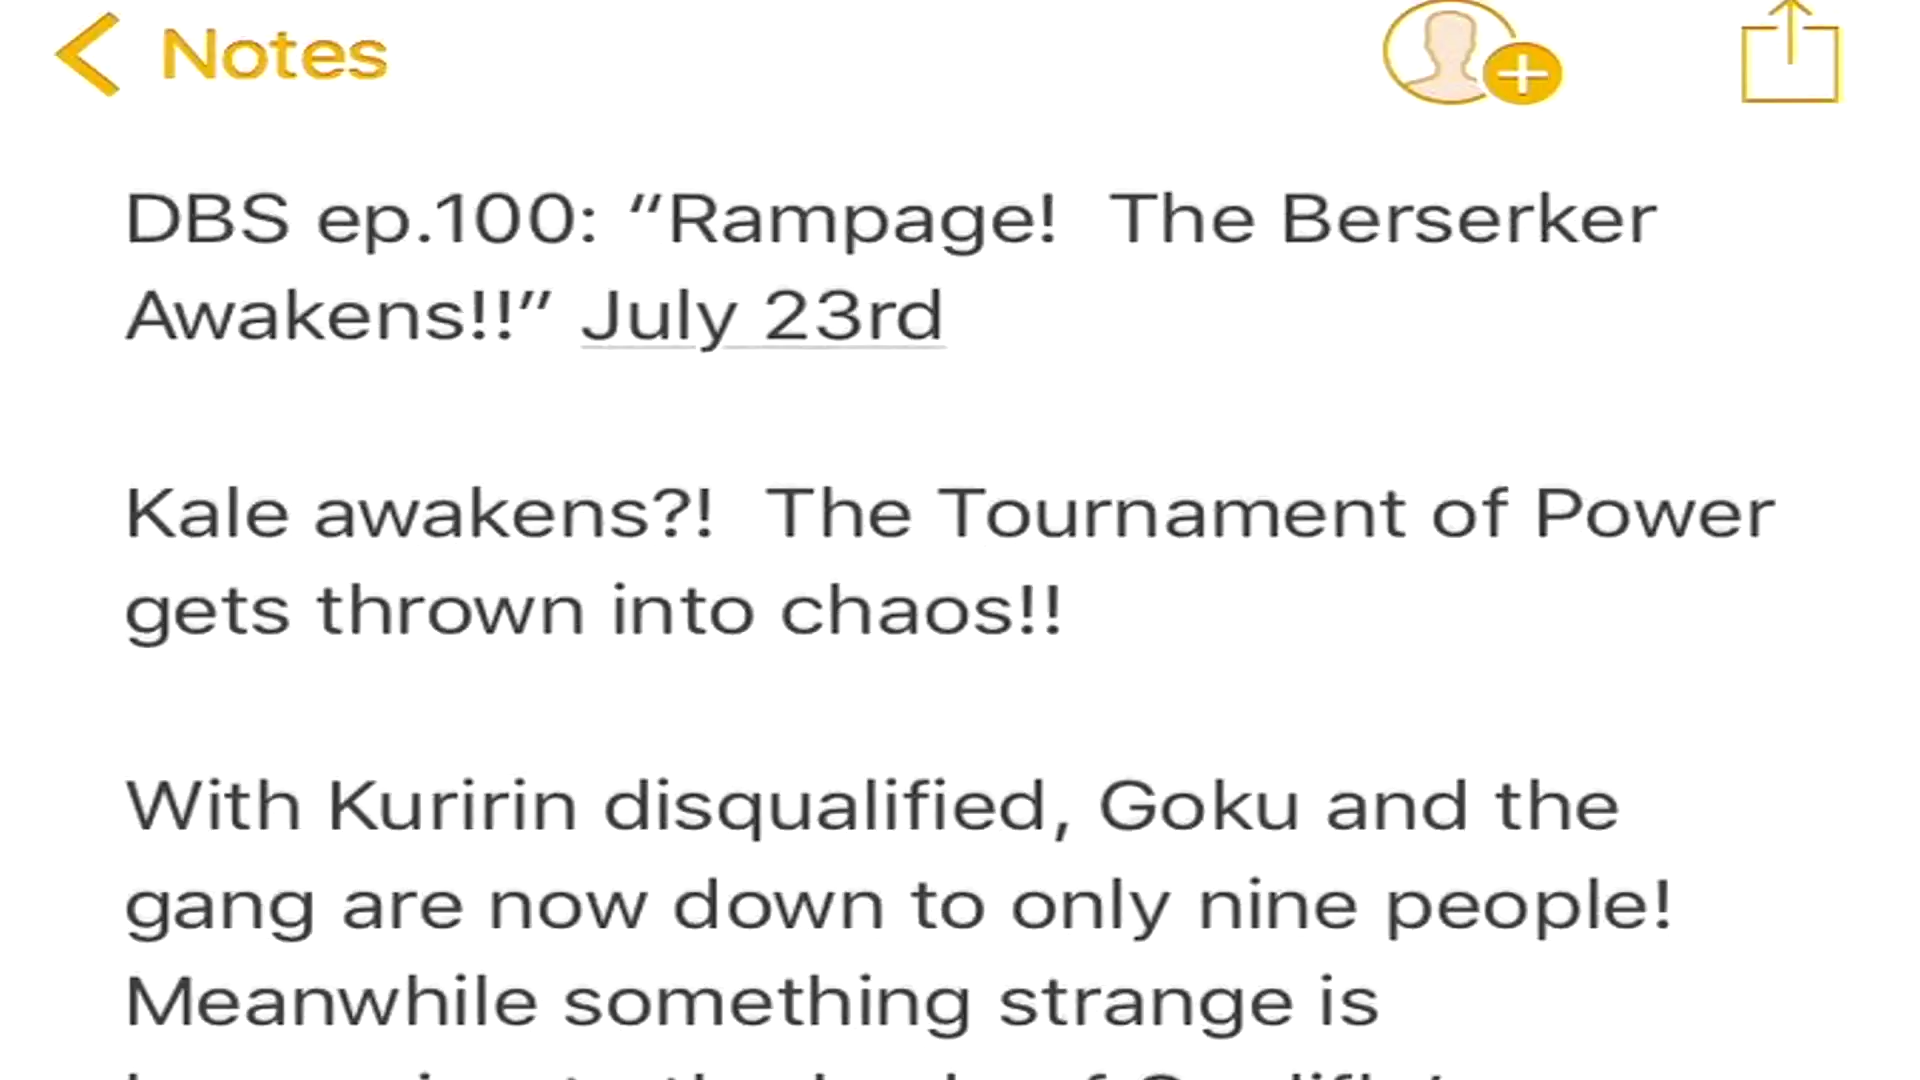 Notes
DBS ep.100: “Rampage!  The Berserker
Awakens!!” July 23rd
Kale awakens?!  The Tournament of Power
gets thrown into chaos!!
With Kuririn disqualified, Goku and the
gang are now down to only nine people!
Meanwhile something strange is